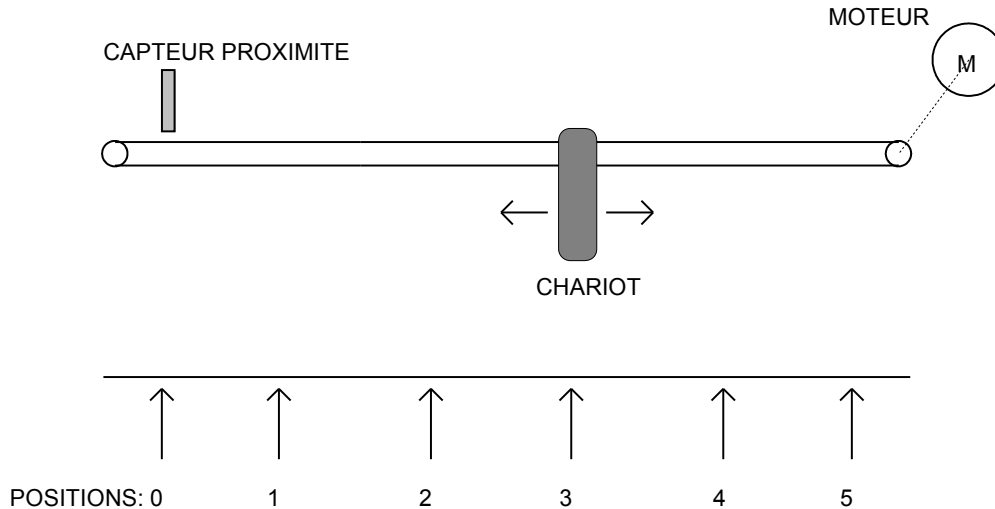 MOTEUR
CAPTEUR PROXIMITE
M
CHARIOT
POSITIONS: 0 1 2 3 4 5